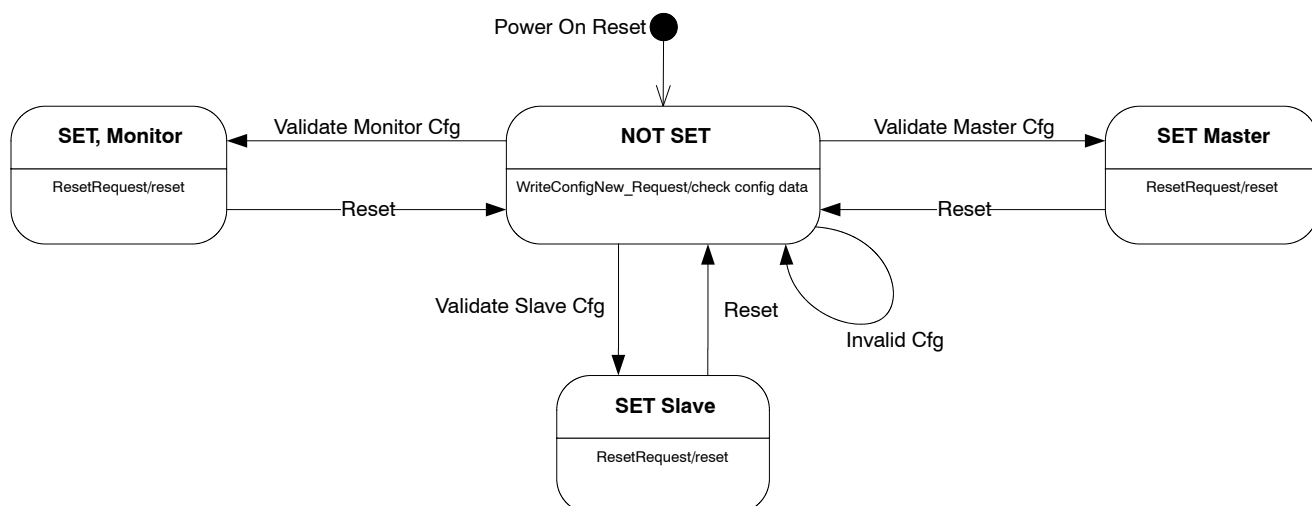 Power On Reset
SET, Monitor
ResetRequest/reset
Validate Monitor Cfg
Reset
NOT SET
WriteConfigNew_Request/check config data
Validate Master Cfg
Reset
SET Master
ResetRequest/reset
Validate Slave Cfg
Reset
Invalid Cfg
SET Slave
ResetRequest/reset